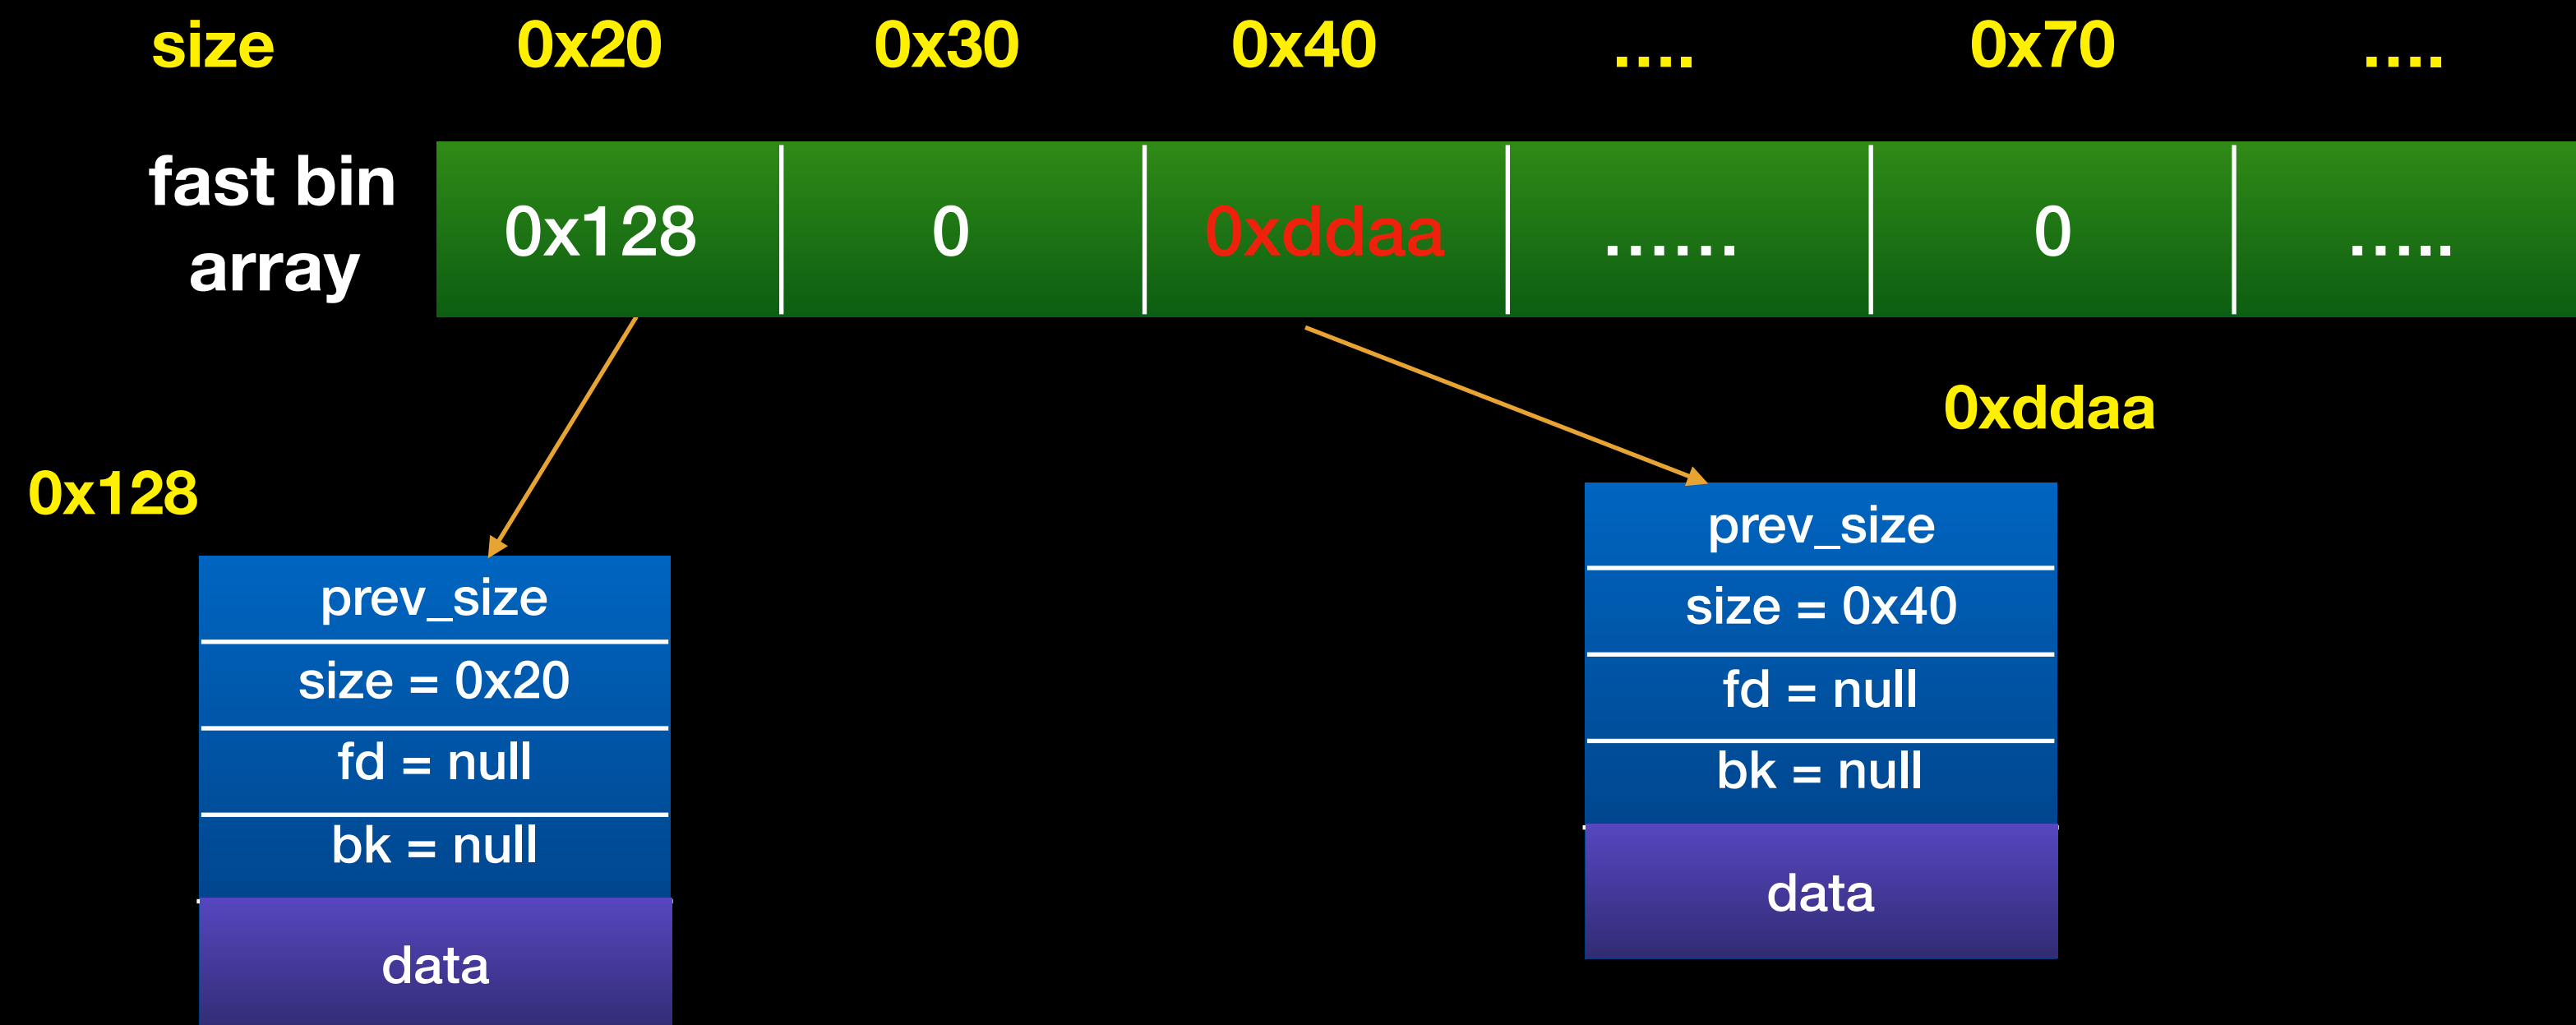 size 0x20 0x30 0x40 .... 0x70 ....
fast bin
array
0x128 0 0xddaa ...... 0 .....
0xddaa
0x128
prev_size
size = 0x20
fd = null
bk = null
data
prev_size
size = 0x40
fd = null
bk = null
data